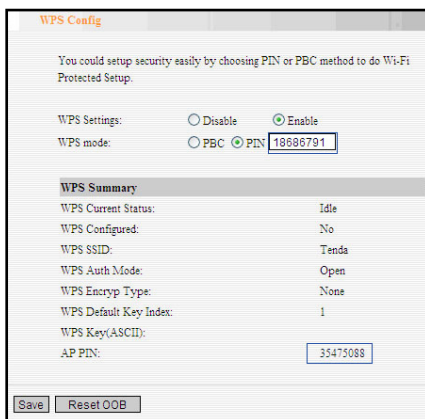 WPS Config
You could setup security easily by choosing PIN or PBC method to do Wi-Fi
Protected Setup.
WPS Settings: Disable Enable
WPS mode: PBC PIN 18686791
WPS Summary
WPS Current Status: Idle
WPS Configured: No
WPS SSID: Tenda
WPS Auth Mode: Open
WPS Encryp Type: None
WPS Default Key Index: 1
WPS Key(ASCII):
AP PIN: 35475088
Save Reset OOB